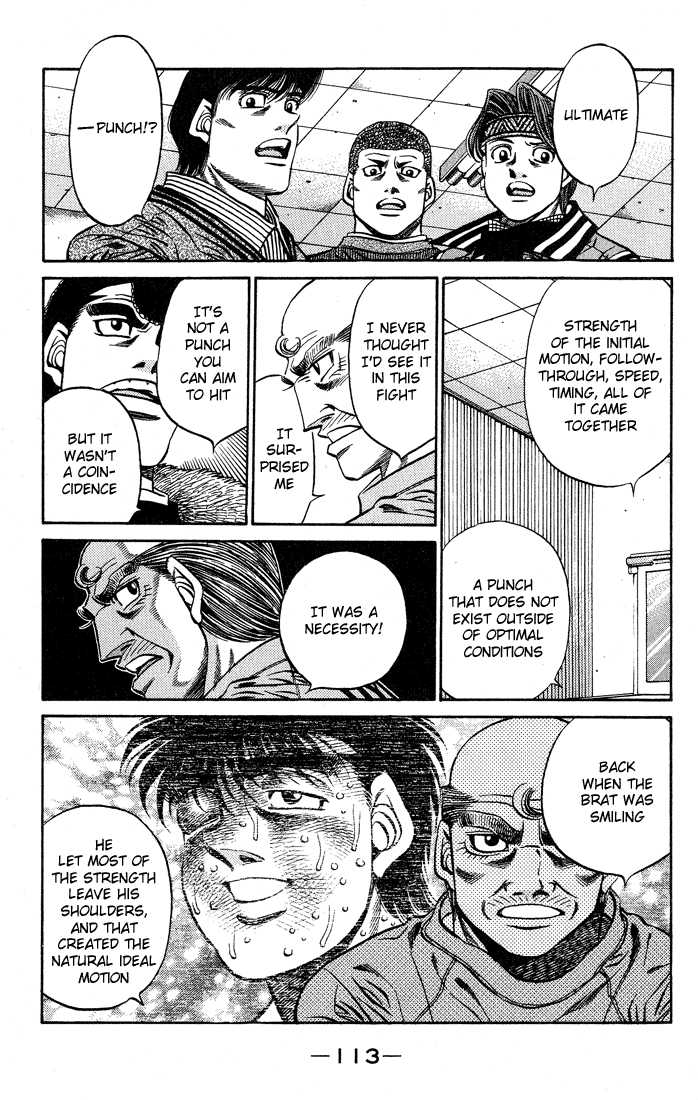 ULTIMATE
—PUNCH!?
STRENGTH
OF THE INITIAL
MOTION, FOLLOW-
THROUGH, SPEED,
TIMING, ALL OF
IT CAME
TOGETHER
A PUNCH
THAT DOES NOT
EXIST OUTSIDE
OF OPTIMAL
CONDITIONS
I NEVER
THOUGHT
I'D SEE IT
IN THIS
FIGHT
IT
SUR-
PRISED
ME
IT'S
NOT A
PUNCH
YOU
CAN AIM
TO HIT
BUT IT
WASN'T
A COIN-
CIDENCE
IT WAS A
NECESSITY!
BACK
WHEN THE
BRAT WAS
SMILING
HE
LET MOST OF
THE STRENGTH
LEAVE HIS
SHOULDERS,
AND THAT
CREATED THE
NATURAL IDEAL
MOTION
—113—